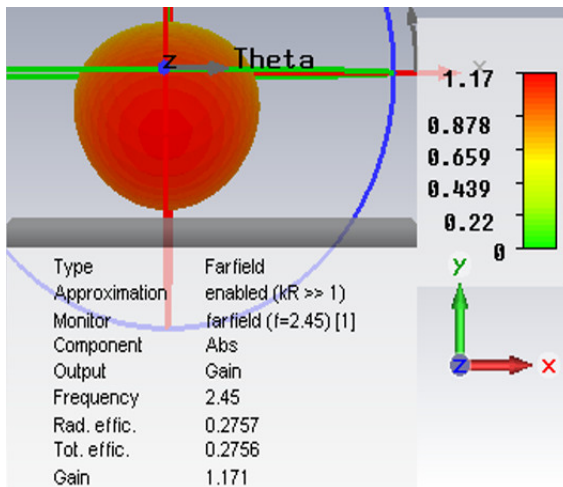 z Theta x
1.17
0.878
0.659
0.439
0.22
0
Type Farfield
Approximation enabled (kR >> 1)
Monitor farfield (f=2.45) [1]
Component Abs
Output Gain
Frequency 2.45
Rad. effic. 0.2757
Tot. effic. 0.2756
Gain 1.171
y
z x